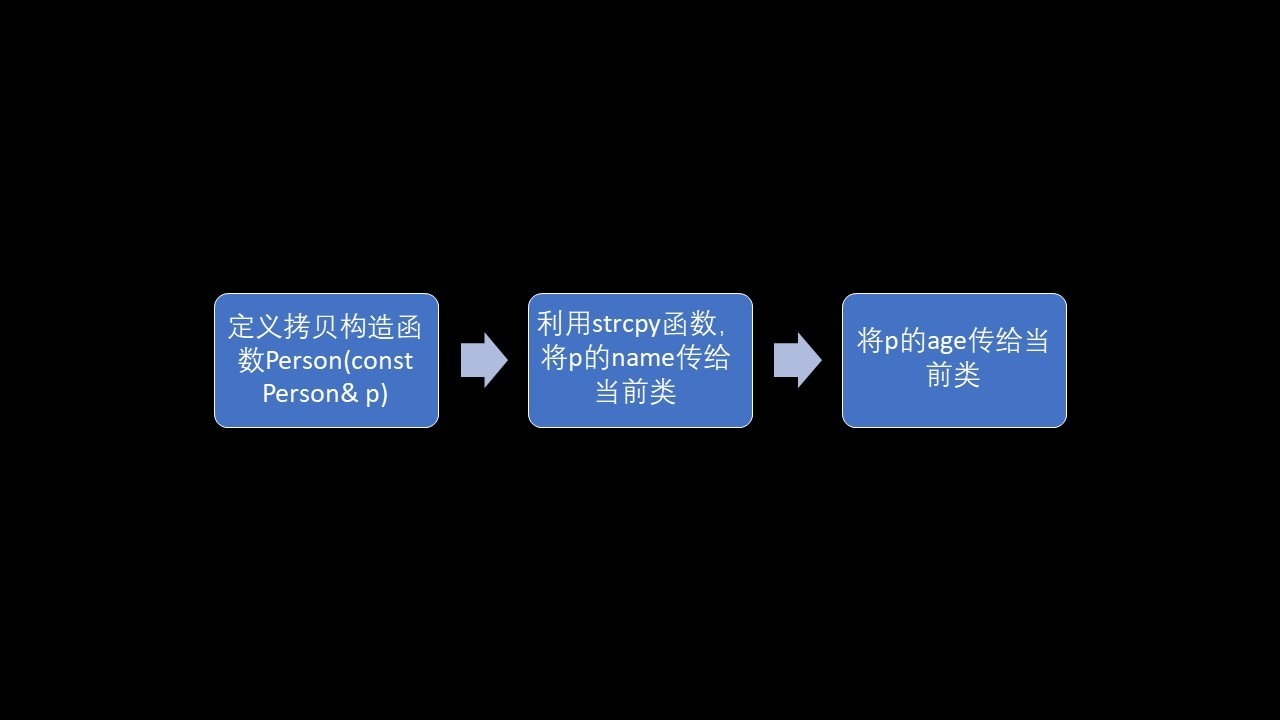 定义拷贝构造函
数Person(const
Person& p)
利用strcpy函数,
将p的name传给
当前类
将p的age传给当
前类